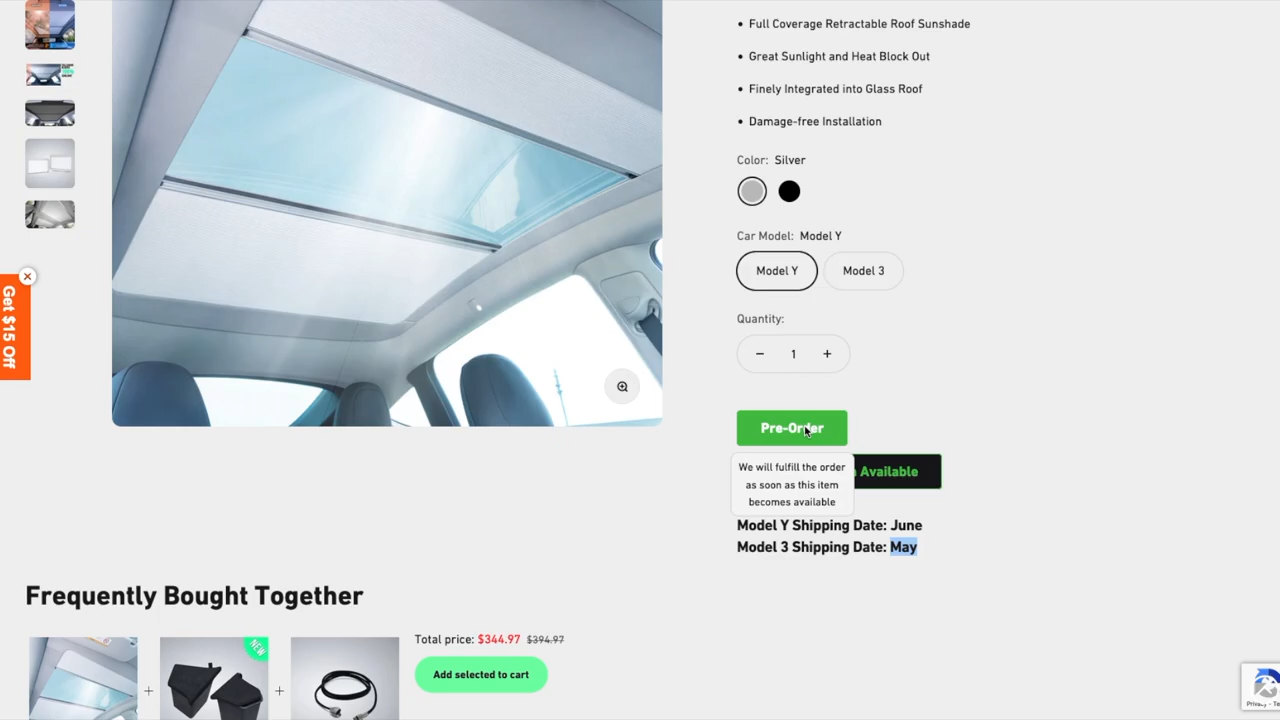 • Full Coverage Retractable Roof Sunshade
• Great Sunlight and Heat Block Out
• Finely Integrated into Glass Roof
• Damage-free Installation
Color: Silver
Car Model: Model Y
Model Y
Model 3
Quantity:
− 1 +
Pre-Order
We will fulfill the order
as soon as this item
becomes available
Available
Model Y Shipping Date: June
Model 3 Shipping Date: May
Get $15 Off
Frequently Bought Together
NEW
+
+
Total price: $344.97 $394.97
Add selected to cart